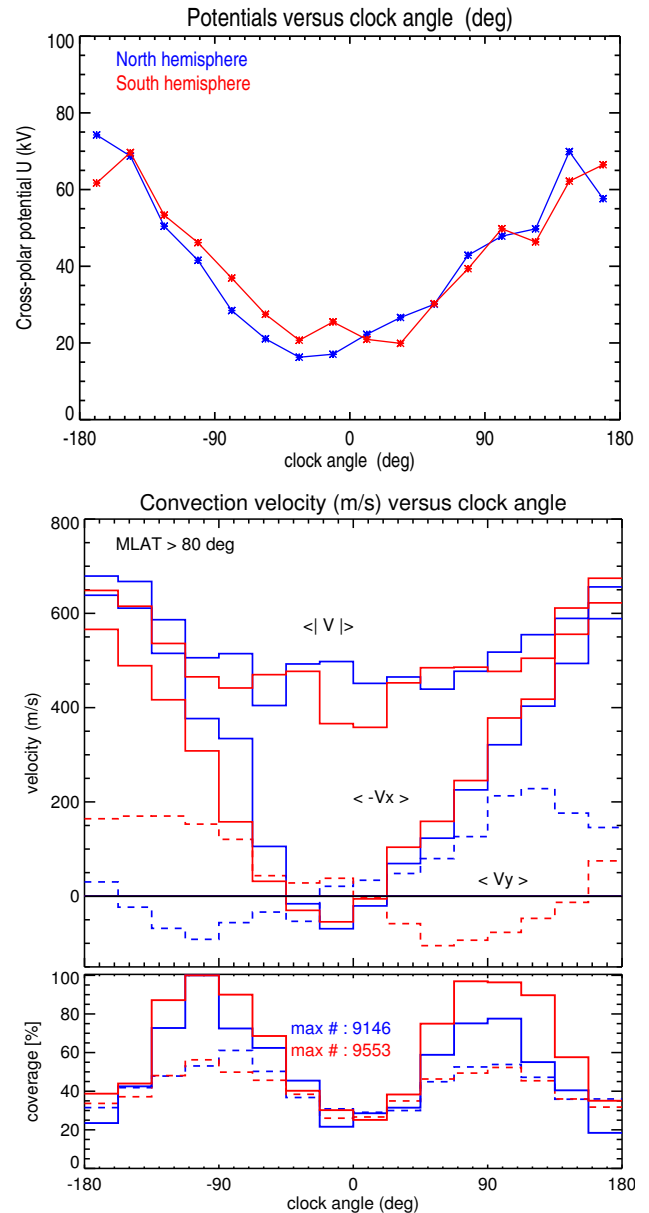 Potentials versus clock angle (deg)
North hemisphere
South hemisphere
Cross-polar potential U (kV)
100
80
60
40
20
0
-180 -90 0 90 180
clock angle (deg)
Convection velocity (m/s) versus clock angle
MLAT > 80 deg
<| V |>
< -Vx >
< Vy >
velocity (m/s)
800
600
400
200
0
max # : 9146
max # : 9553
coverage [%]
100
80
60
40
20
0
-180 -90 0 90 180
clock angle (deg)